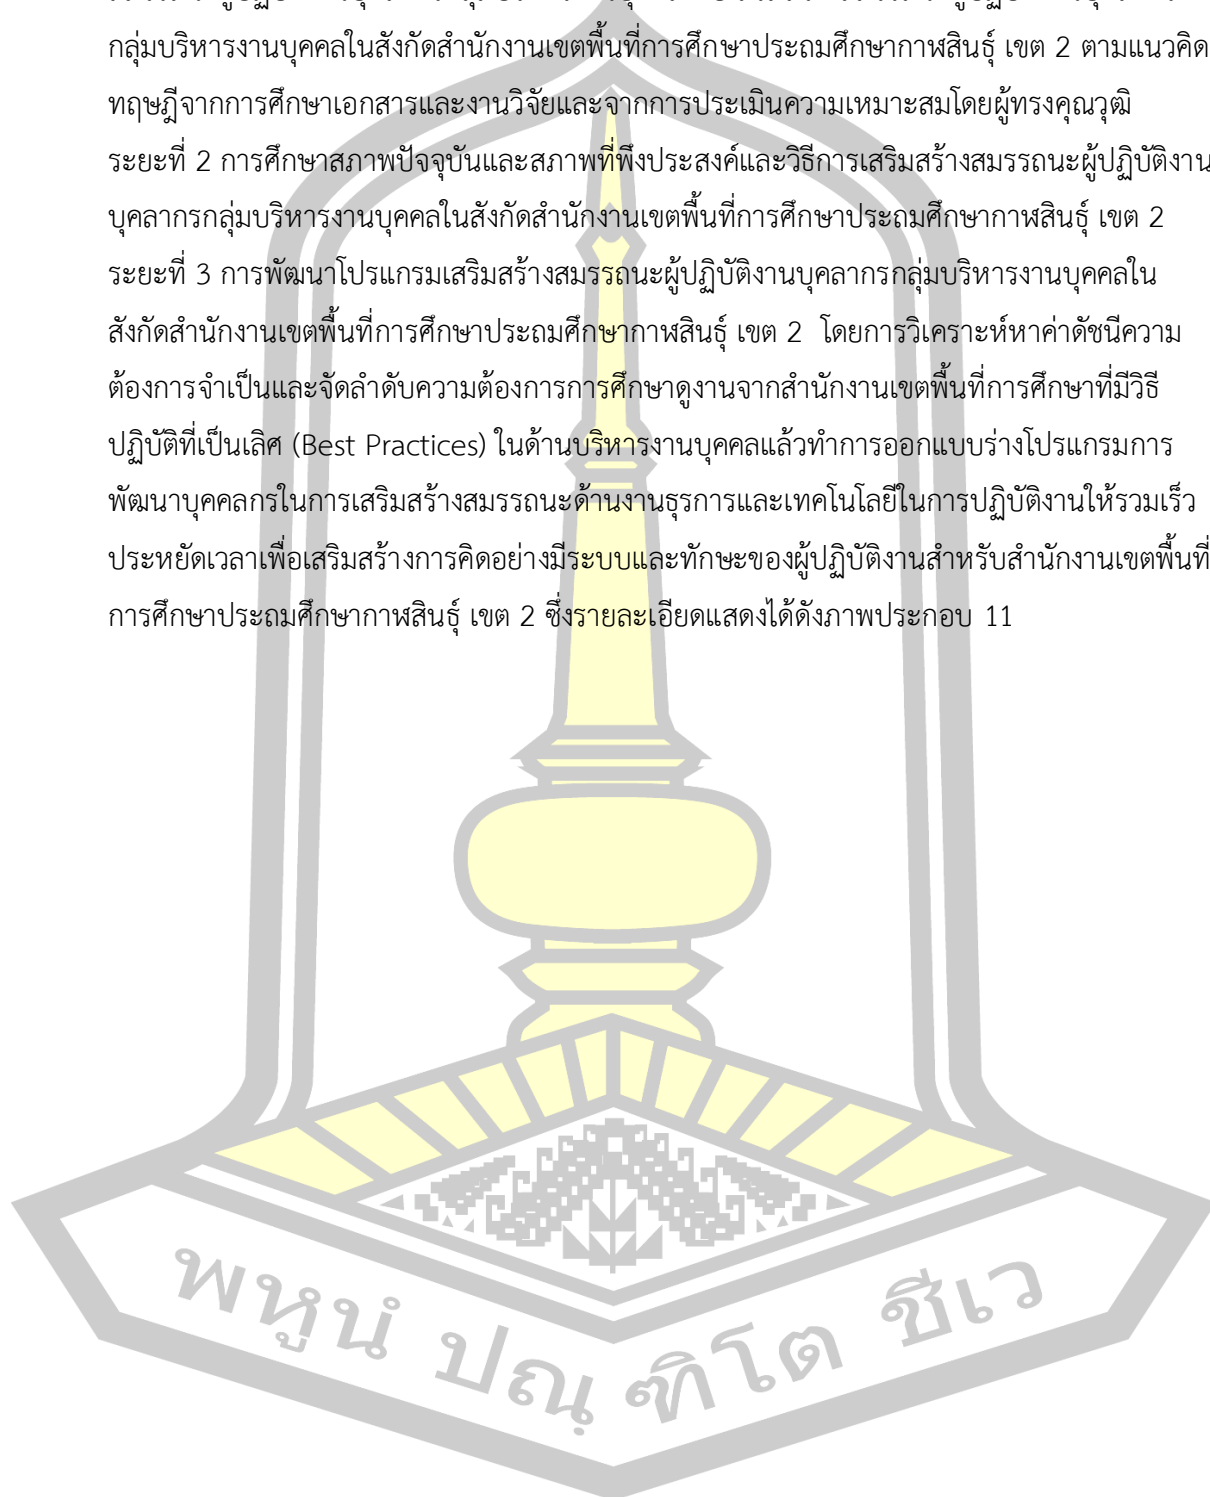 กลุ่มบริหารงานบุคคลในสังกัดสำนักงานเขตพื้นที่การศึกษาประถมศึกษากาฬสินธุ์ เขต 2 ตามแนวคิด
ทฤษฎีจากการศึกษาเอกสารและงานวิจัยและจากการประเมินความเหมาะสมโดยผู้ทรงคุณวุฒิ
ระยะที่ 2 การศึกษาสภาพปัจจุบันและสภาพที่พึงประสงค์และวิธีการเสริมสร้างสมรรถนะผู้ปฏิบัติงาน
บุคลากรกลุ่มบริหารงานบุคคลในสังกัดสำนักงานเขตพื้นที่การศึกษาประถมศึกษากาฬสินธุ์ เขต 2
ระยะที่ 3 การพัฒนาโปรแกรมเสริมสร้างสมรรถนะผู้ปฏิบัติงานบุคลากรกลุ่มบริหารงานบุคคลใน
สังกัดสำนักงานเขตพื้นที่การศึกษาประถมศึกษากาฬสินธุ์ เขต 2 โดยการวิเคราะห์หาค่าดัชนีความ
ต้องการจำเป็นและจัดลำดับความต้องการการศึกษาดูงานจากสำนักงานเขตพื้นที่การศึกษาที่มีวิธี
ปฏิบัติที่เป็นเลิศ (Best Practices) ในด้านบริหารงานบุคคลแล้วทำการออกแบบร่างโปรแกรมการ
พัฒนาบุคคลกรในการเสริมสร้างสมรรถนะด้านงานธุรการและเทคโนโลยีในการปฏิบัติงานให้รวมเร็ว
ประหยัดเวลาเพื่อเสริมสร้างการคิดอย่างมีระบบและทักษะของผู้ปฏิบัติงานสำหรับสำนักงานเขตพื้นที่
การศึกษาประถมศึกษากาฬสินธุ์ เขต 2 ซึ่งรายละเอียดแสดงได้ดังภาพประกอบ 11
พหูนํ ปณฺ ฑิโต ชีเว